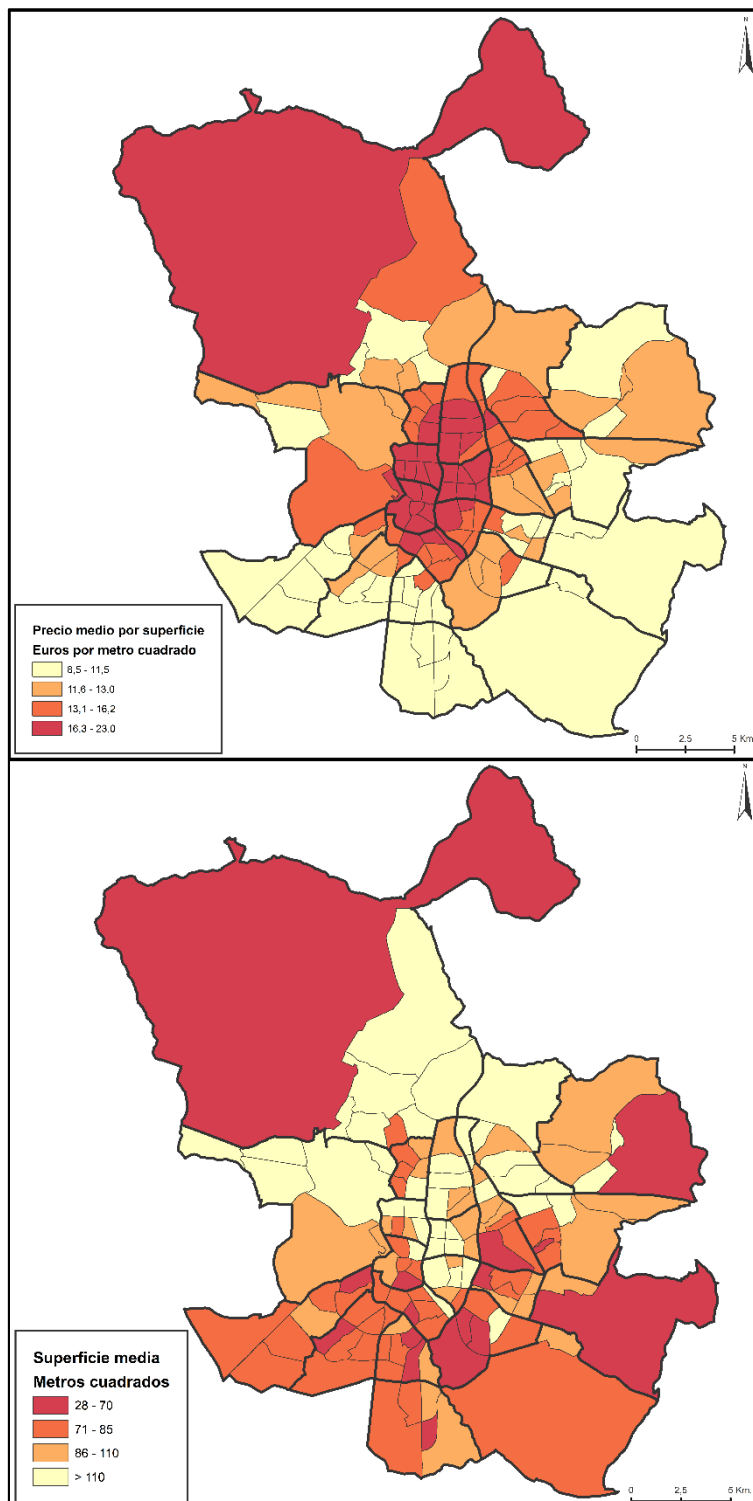 N
Precio medio por superficie
Euros por metro cuadrado
8,5 - 11,5
11,6 - 13.0
13,1 - 16,2
16.3 - 23.0
0 2,5 5 Km.
N
Superficie media
Metros cuadrados
28 - 70
71 - 85
86 - 110
> 110
0 2,5 5 Km.